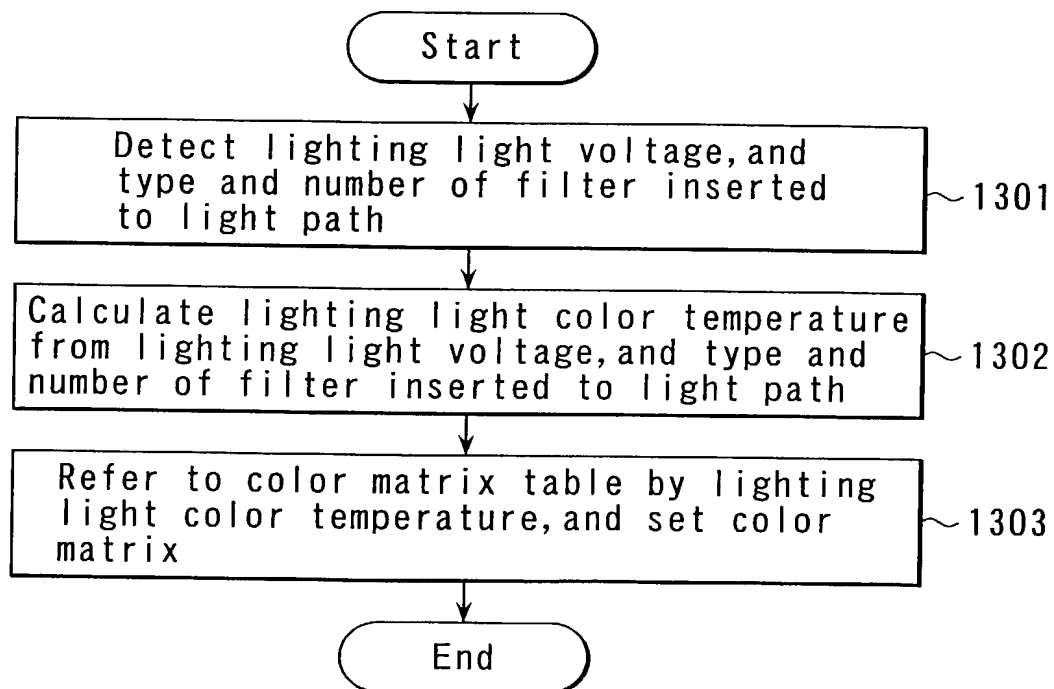 Start
Detect lighting light voltage, and
type and number of filter inserted
to light path
1301
Calculate lighting light color temperature
from lighting light voltage, and type and
number of filter inserted to light path
1302
Refer to color matrix table by lighting
light color temperature, and set color
matrix
1303
End